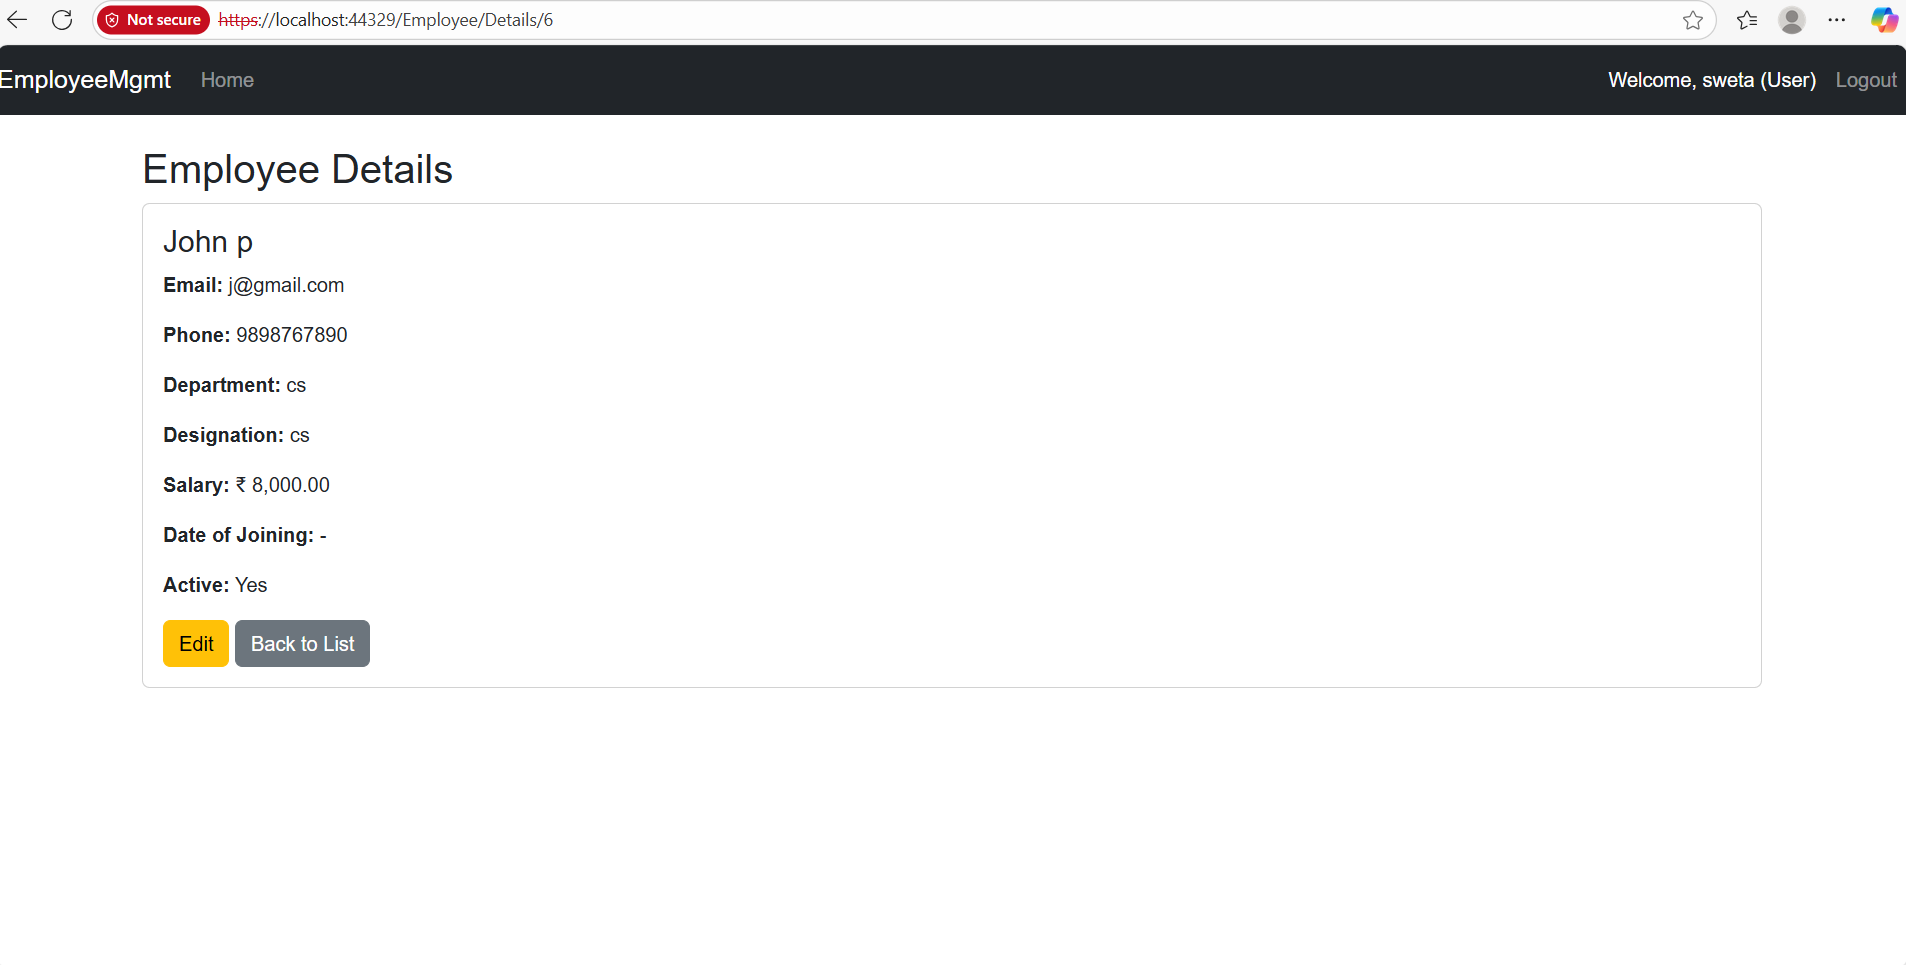 Not secure https://localhost:44329/Employee/Details/6
EmployeeMgmt Home Welcome, sweta (User) Logout
Employee Details
John p
Email: j@gmail.com
Phone: 9898767890
Department: cs
Designation: cs
Salary: ₹ 8,000.00
Date of Joining: -
Active: Yes
Edit Back to List